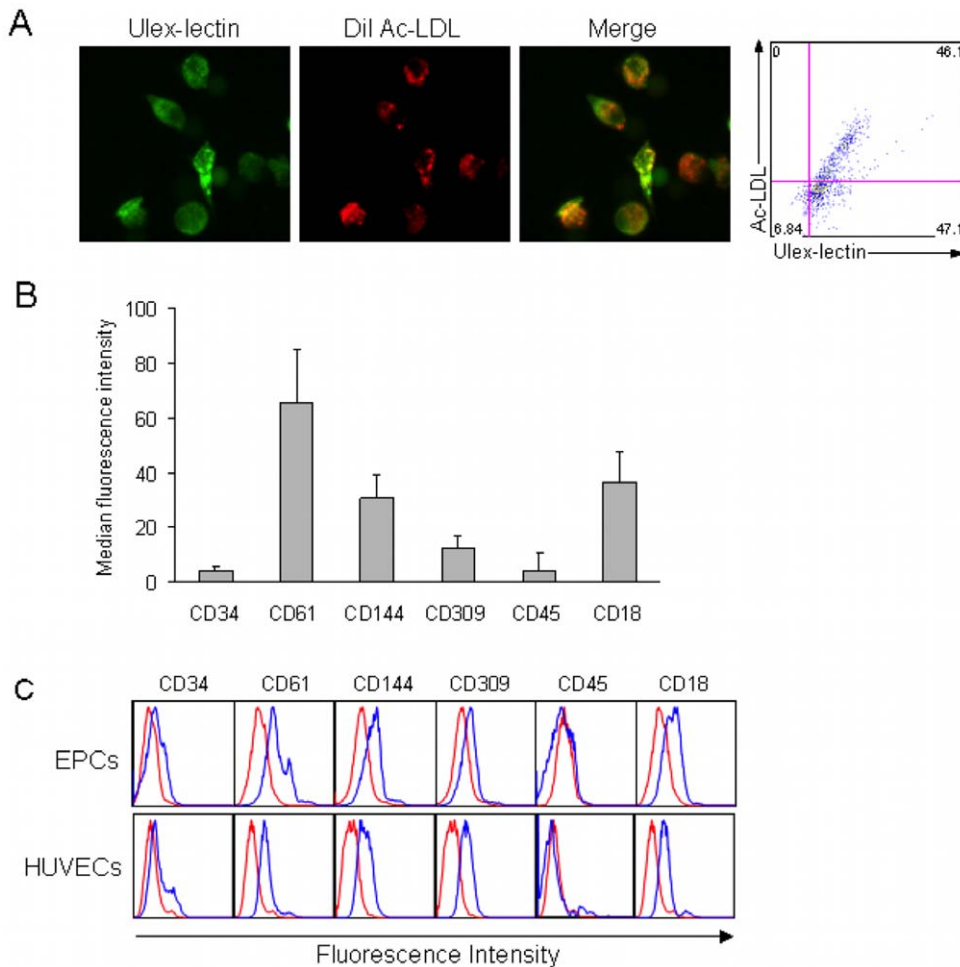 A
Ulex-lectin
Dil Ac-LDL
Merge
0
46.1
6.84
47.1
Ac-LDL
Ulex-lectin
B
Median fluorescence intensity
100
80
60
40
20
0
CD34 CD61 CD144 CD309 CD45 CD18
C
CD34 CD61 CD144 CD309 CD45 CD18
EPCs
HUVECs
Fluorescence Intensity